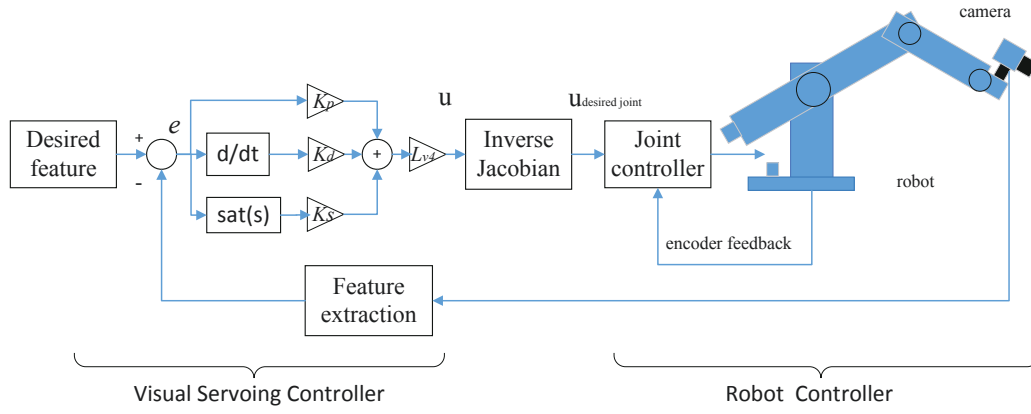 camera
Desired
feature
+
-
e
d/dt
sat(s)
Kp
Kd
Ks
+
Lv4
u
Inverse
Jacobian
udesired joint
Joint
controller
robot
encoder feedback
Feature
extraction
Visual Servoing Controller
Robot Controller